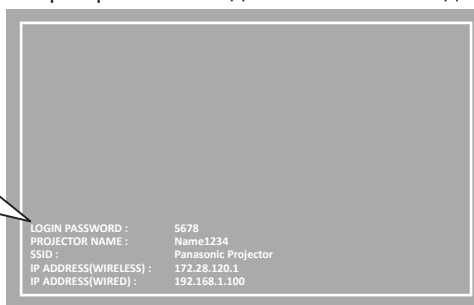 LOGIN PASSWORD : 5678
PROJECTOR NAME : Name1234
SSID : Panasonic Projector
IP ADDRESS(WIRELESS) : 172.28.120.1
IP ADDRESS(WIRED) : 192.168.1.100